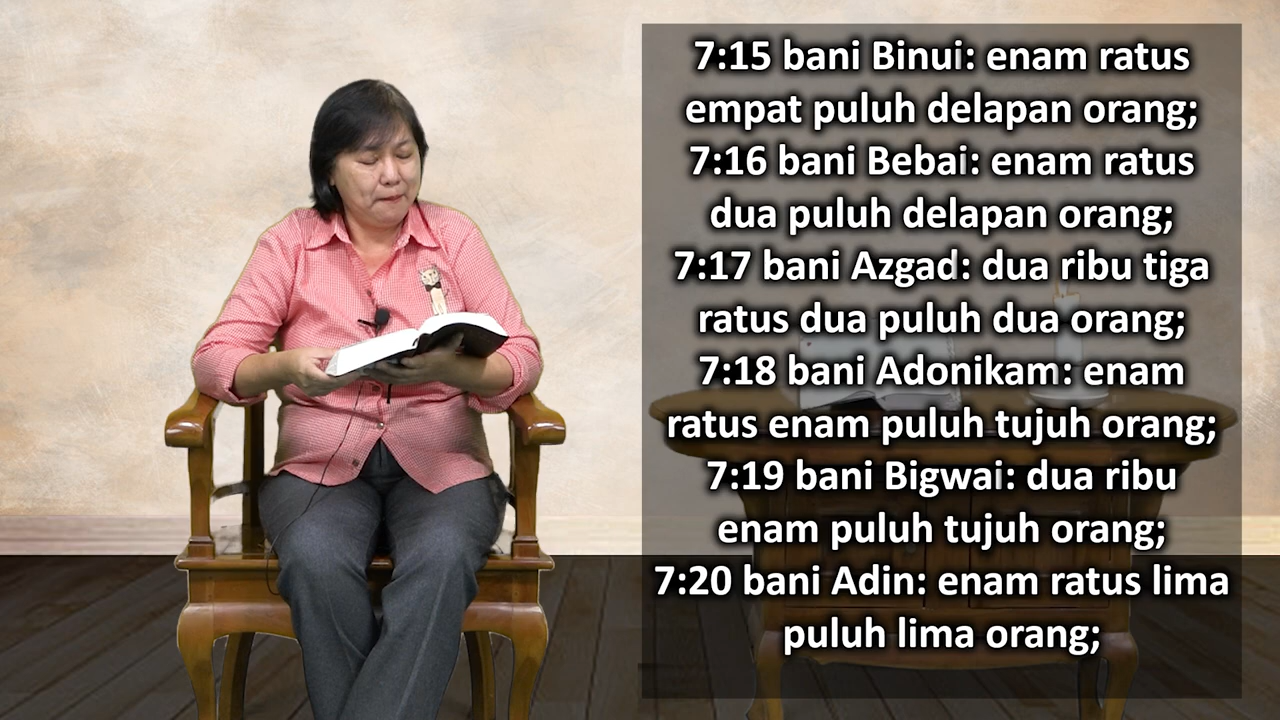 7:15 bani Binui: enam ratus
empat puluh delapan orang;
7:16 bani Bebai: enam ratus
dua puluh delapan orang;
7:17 bani Azgad: dua ribu tiga
ratus dua puluh dua orang;
7:18 bani Adonikam: enam
ratus enam puluh tujuh orang;
7:19 bani Bigwai: dua ribu
enam puluh tujuh orang;
7:20 bani Adin: enam ratus lima
puluh lima orang;